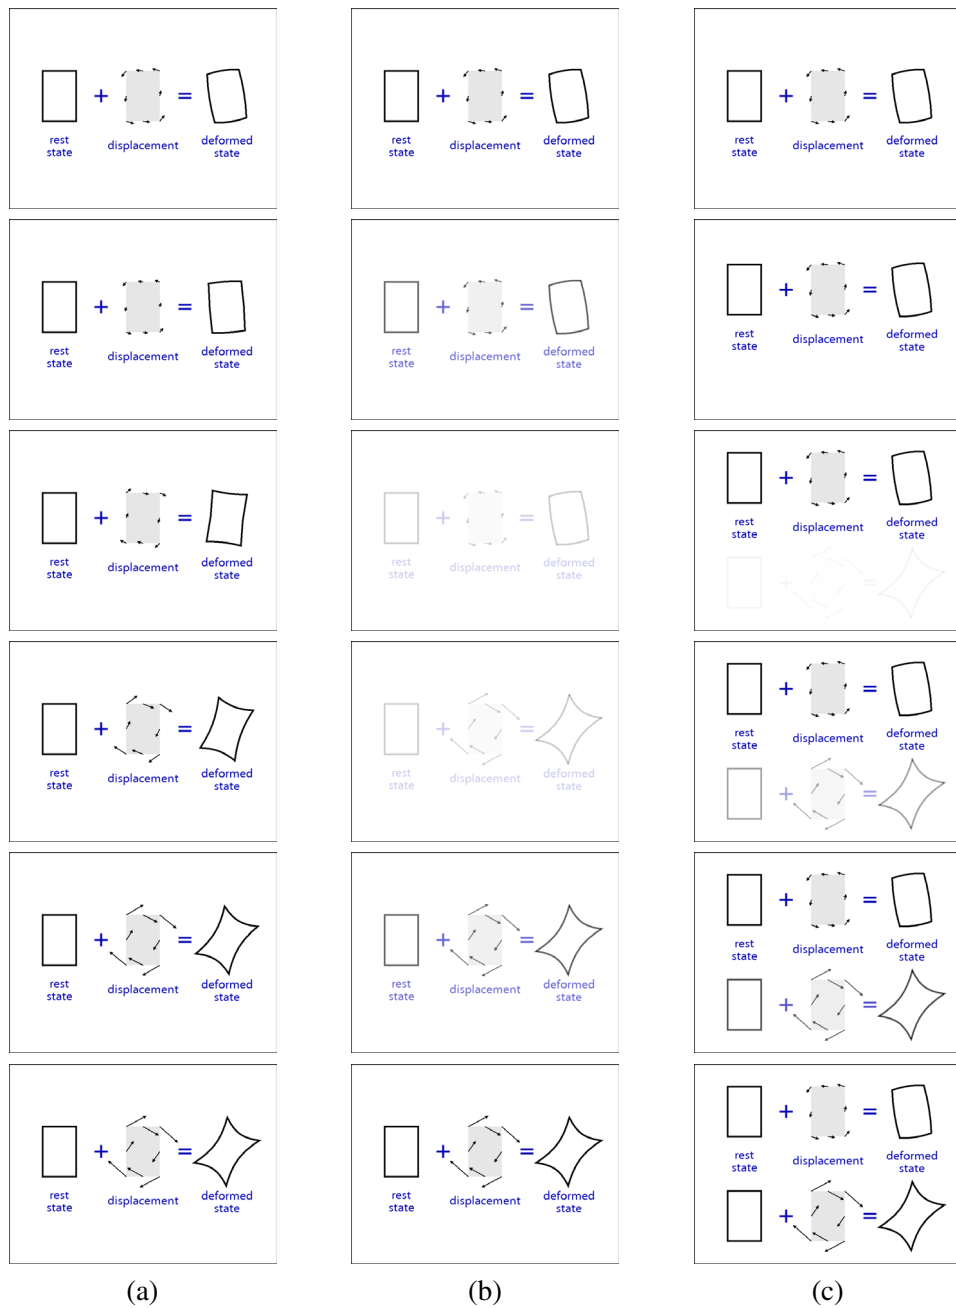 + =
rest
state
displacement
deformed
state
+ =
rest
state
displacement
deformed
state
+ =
rest
state
displacement
deformed
state
+ =
rest
state
displacement
deformed
state
+ =
rest
state
displacement
deformed
state
+ =
rest
state
displacement
deformed
state
+ =
rest
state
displacement
deformed
state
+ =
rest
state
displacement
deformed
state
+ =
rest
state
displacement
deformed
state
+ =
+ =
rest
state
displacement
deformed
state
+ =
rest
state
displacement
deformed
state
+ =
rest
state
displacement
deformed
state
+ =
+ =
rest
state
displacement
deformed
state
+ =
rest
state
displacement
deformed
state
+ =
rest
state
displacement
deformed
state
+ =
+ =
rest
state
displacement
deformed
state
+ =
rest
state
displacement
deformed
state
+ =
rest
state
displacement
deformed
state
+ =
(a)
(b)
(c)